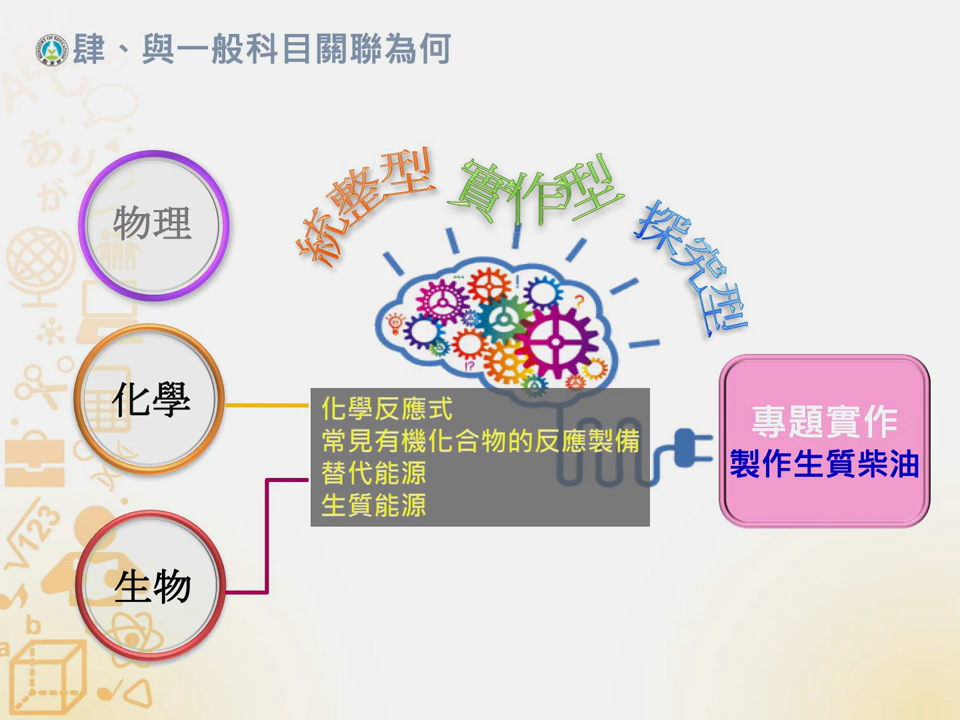 肆、與一般科目關聯為何
統整型
實作型
探究型
物理
化學
生物
化學反應式
常見有機化合物的反應製備
替代能源
生質能源
專題實作
製作生質柴油